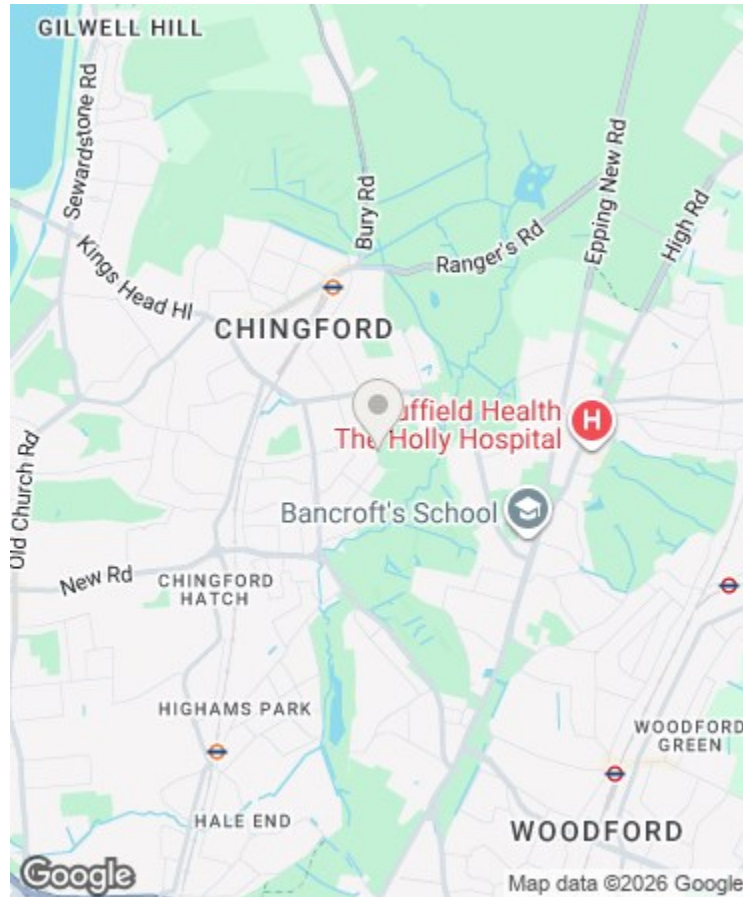 GILWELL HILL
Sewardstone Rd
Bury Rd
Epping New Rd
High Rd
Ranger's Rd
Kings Head Hl
CHINGFORD
uffield Health
The Holly Hospital
H
Old Church Rd
Bancroft's School
New Rd
CHINGFORD
HATCH
HIGHAMS PARK
WOODFORD
GREEN
HALE END
WOODFORD
Google
Map data ©2026 Google